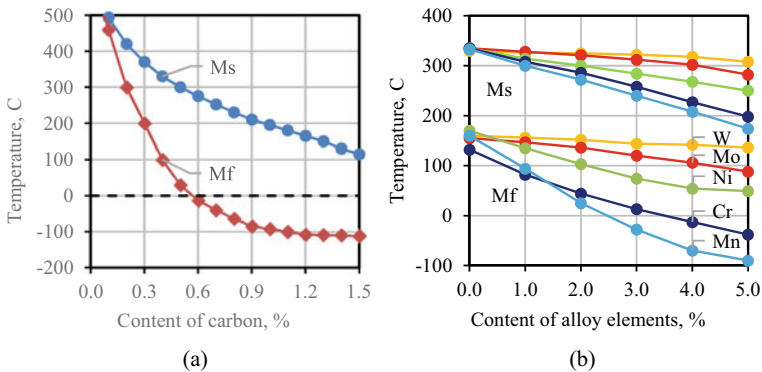 500
400
300
200
100
0
-100
-200
Temperature, C
Ms
Mf
0.0 0.3 0.6 0.9 1.2 1.5
Content of carbon, %
(a)
400
300
200
100
0
-100
Temperature, C
Ms
Mf
W
Mo
Ni
Cr
Mn
0.0 1.0 2.0 3.0 4.0 5.0
Content of alloy elements, %
(b)